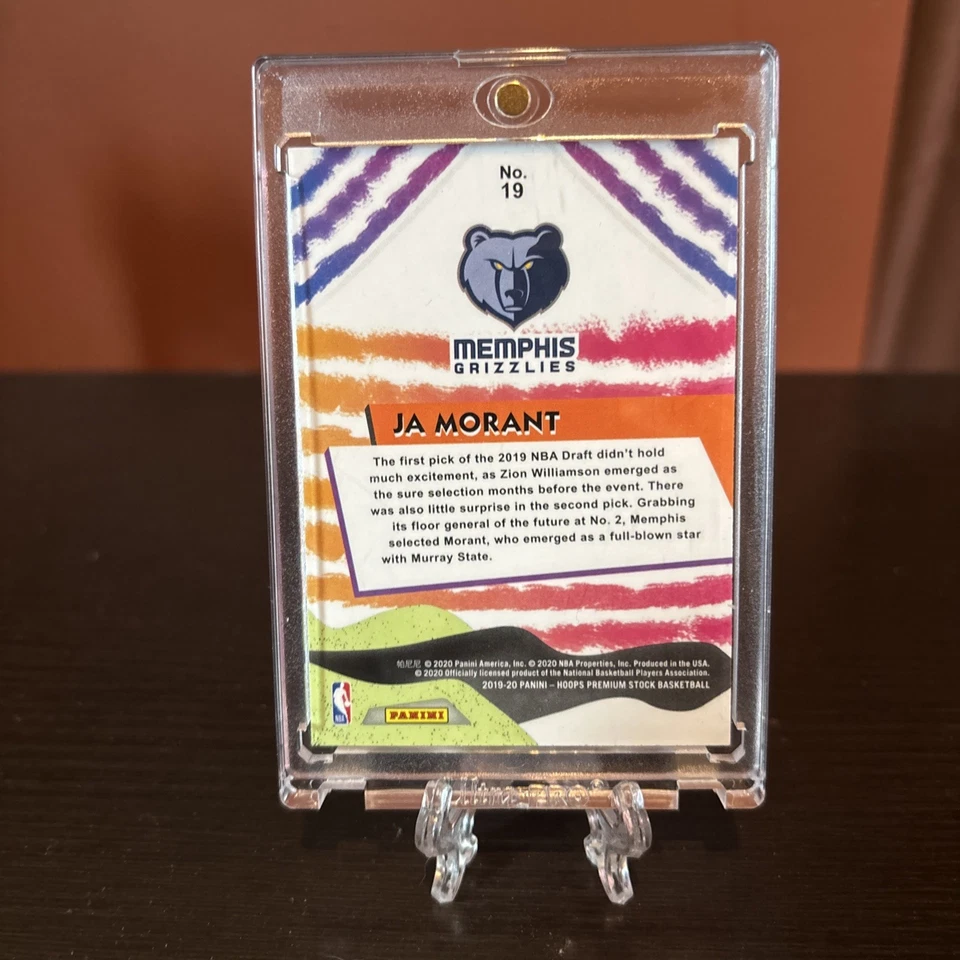 No.
19
MEMPHIS
GRIZZLIES
JA MORANT
The first pick of the 2019 NBA Draft didn't hold
much excitement, as Zion Williamson emerged as
the sure selection months before the event. There
was also little surprise in the second pick. Grabbing
its floor general of the future at No. 2, Memphis
selected Morant, who emerged as a full-blown star
with Murray State.
帕尼尼 © 2020 Panini America, Inc. © 2020 NBA Properties, Inc. Produced in the USA.
© 2020 Officially licensed product of the National Basketball Players Association.
2019-20 PANINI – HOOPS PREMIUM STOCK BASKETBALL
NBA
PANINI